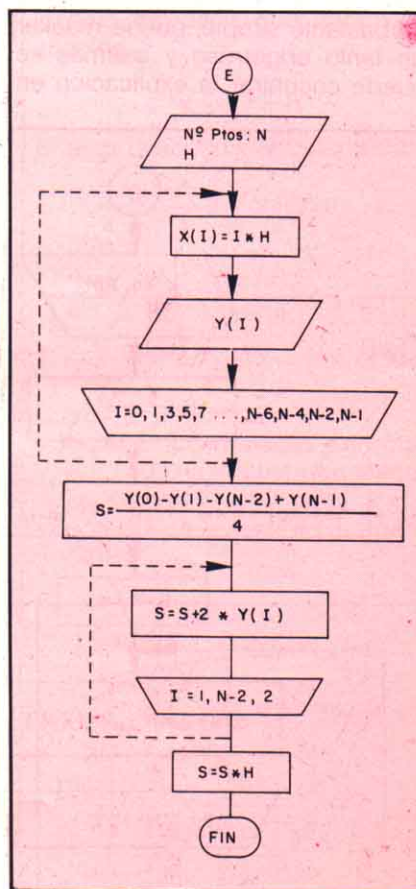 E
Nº Ptos: N
H
X(I)=I*H
Y(I)
I=0, 1,3,5,7 ...,N-6,N-4,N-2,N-1
S= Y(0)-Y(1)-Y(N-2)+Y(N-1)
4
S=S+2 * Y(I)
I = 1, N-2, 2
S=S*H
FIN